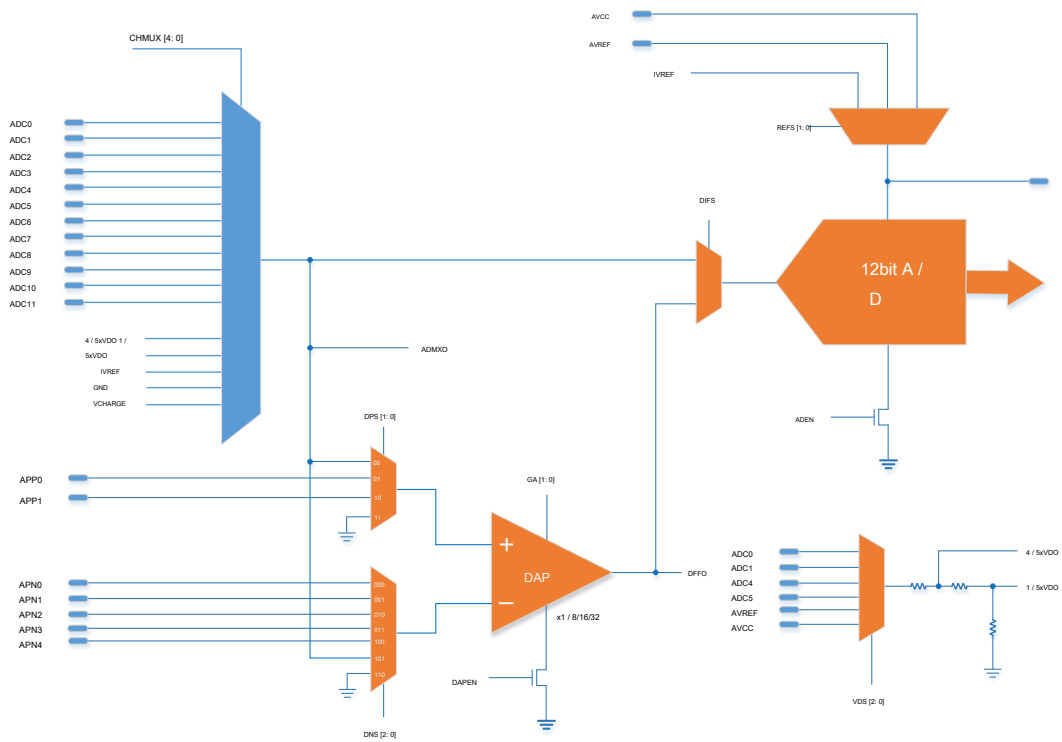 AVCC
AVREF
IVREF
REFS [1: 0]
CHMUX [4: 0]
ADC0
ADC1
ADC2
ADC3
ADC4
ADC5
ADC6
ADC7
ADC8
ADC9
ADC10
ADC11
4 / 5xVDO 1 /
5xVDO
IVREF
GND
VCHARGE
ADMXO
DIFS
12bit A /
D
ADEN
DPS [1: 0]
00
01
10
11
APP0
APP1
APN0
APN1
APN2
APN3
APN4
000
001
010
011
100
101
110
DNS [2: 0]
GA [1: 0]
+
DAP
−
x1 / 8/16/32
DAPEN
DFFO
ADC0
ADC1
ADC4
ADC5
AVREF
AVCC
VDS [2: 0]
4 / 5xVDO
1 / 5xVDO